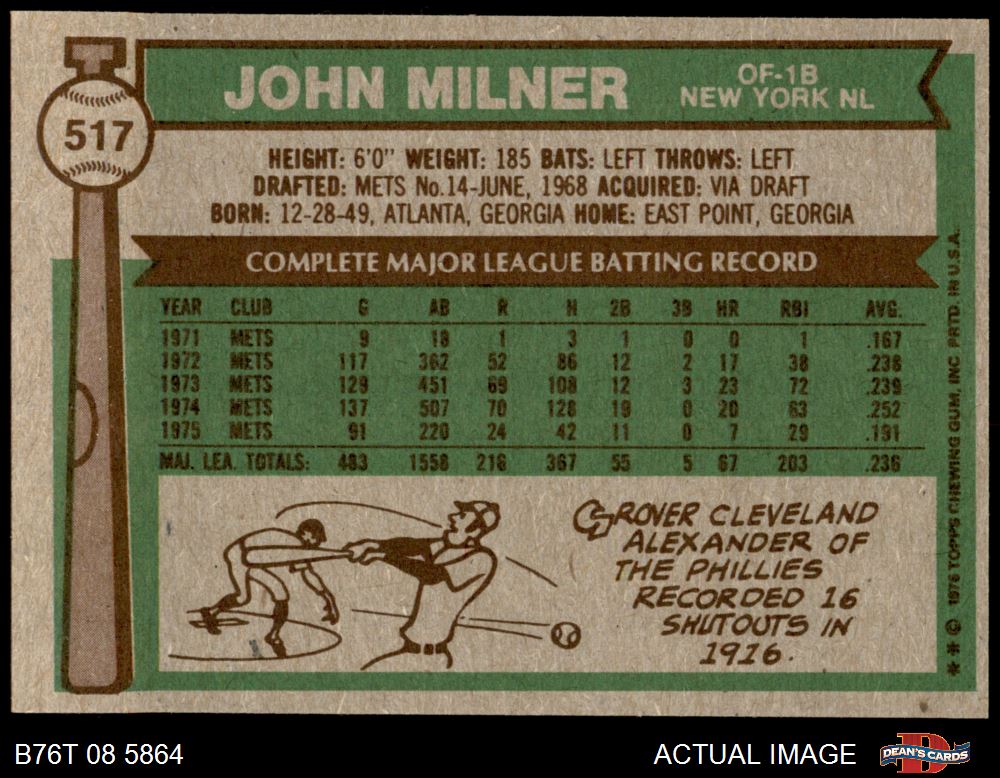 517
JOHN MILNER
OF-1B
NEW YORK NL
HEIGHT: 6'0" WEIGHT: 185 BATS: LEFT THROWS: LEFT
DRAFTED: METS No.14-JUNE, 1968 ACQUIRED: VIA DRAFT
BORN: 12-28-49, ATLANTA, GEORGIA HOME: EAST POINT, GEORGIA
COMPLETE MAJOR LEAGUE BATTING RECORD
YEAR CLUB G AB R H 2B 3B HR RBI AVG.
1971 METS 9 18 1 3 1 0 0 1 .167
1972 METS 117 362 52 86 12 2 17 38 .238
1973 METS 129 451 69 108 12 3 23 72 .239
1974 METS 137 507 70 128 19 0 20 63 .252
1975 METS 91 220 24 42 11 0 7 29 .191
MAJ. LEA. TOTALS: 483 1558 216 367 55 5 67 203 .236
GROVER CLEVELAND
ALEXANDER OF
THE PHILLIES
RECORDED 16
SHUTOUTS IN
1916.
** © 1976 TOPPS CHEWING GUM, INC. PRTD. IN U.S.A.
B76T 08 5864
ACTUAL IMAGE
D
DEAN'S CARDS